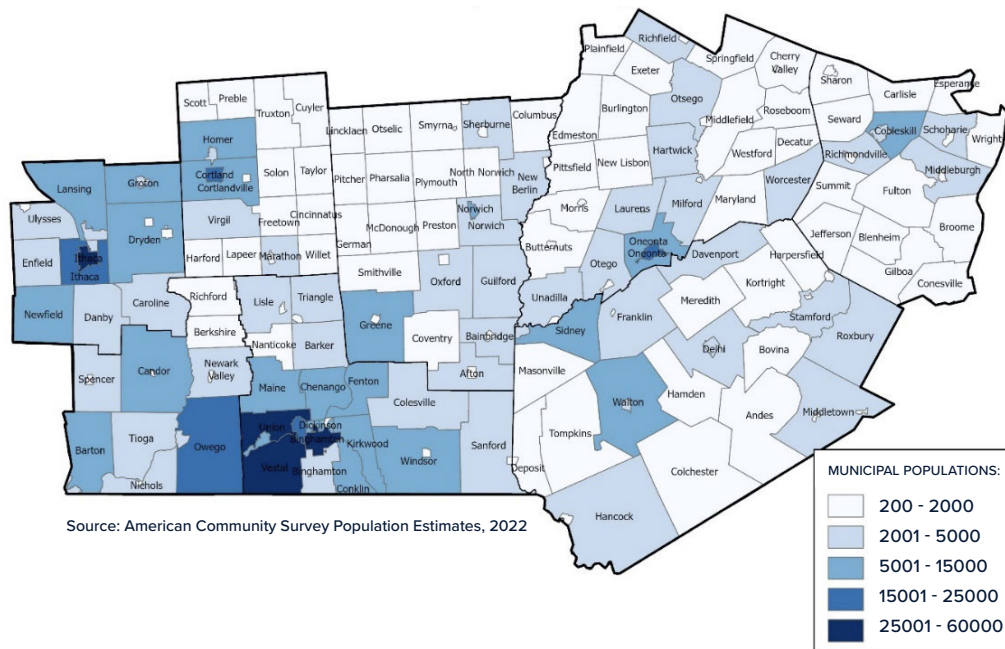 Richfield
Plainfield
Springfield
Cherry
Valley
Exeter
Sharon
Esperance
Scott
Preble
Otsego
Carlisle
Truxton
Cuyler
Burlington
Roseboom
Seward
Lincklaen
Otselic
Smyrna
Sherburne
Columbus
Edmeston
Middlefield
Cobleskill
Schoharie
Homer
Hartwick
Decatur
Wright
Westford
Richmondville
Pittsfield
New Lisbon
Solon
Taylor
Pitcher
Pharsalia
Plymouth
North Norwich
New
Berlin
Worcester
Summit
Middleburgh
Lansing
Groton
Cortland
Cortlandville
Fulton
Morris
Laurens
Milford
Maryland
Ulysses
Virgil
Freetown
Cincinnatus
McDonough
Preston
Norwich
Norwich
Jefferson
Blenheim
Broome
Dryden
German
Butternuts
Oneonta
Oneonta
Enfield
Ithaca
Ithaca
Harford
Lapeer
Marathon
Willet
Smithville
Oxford
Guilford
Otego
Davenport
Harpersfield
Gilboa
Conesville
Kortright
Richford
Lisle
Triangle
Unadilla
Meredith
Newfield
Danby
Caroline
Greene
Franklin
Stamford
Roxbury
Berkshire
Nanticoke
Barker
Coventry
Bainbridge
Sidney
Delhi
Bovina
Spencer
Candor
Newark
Valley
Maine
Chenango
Fenton
Afton
Masonville
Colesville
Walton
Hamden
Andes
Middletown
Barton
Tioga
Owego
Union
Dickinson
Binghamton
Kirkwood
Tompkins
Vestal
Binghamton
Windsor
Sanford
Deposit
Colchester
Nichols
Conklin
Hancock
Source: American Community Survey Population Estimates, 2022
MUNICIPAL POPULATIONS:
200 - 2000
2001 - 5000
5001 - 15000
15001 - 25000
25001 - 60000